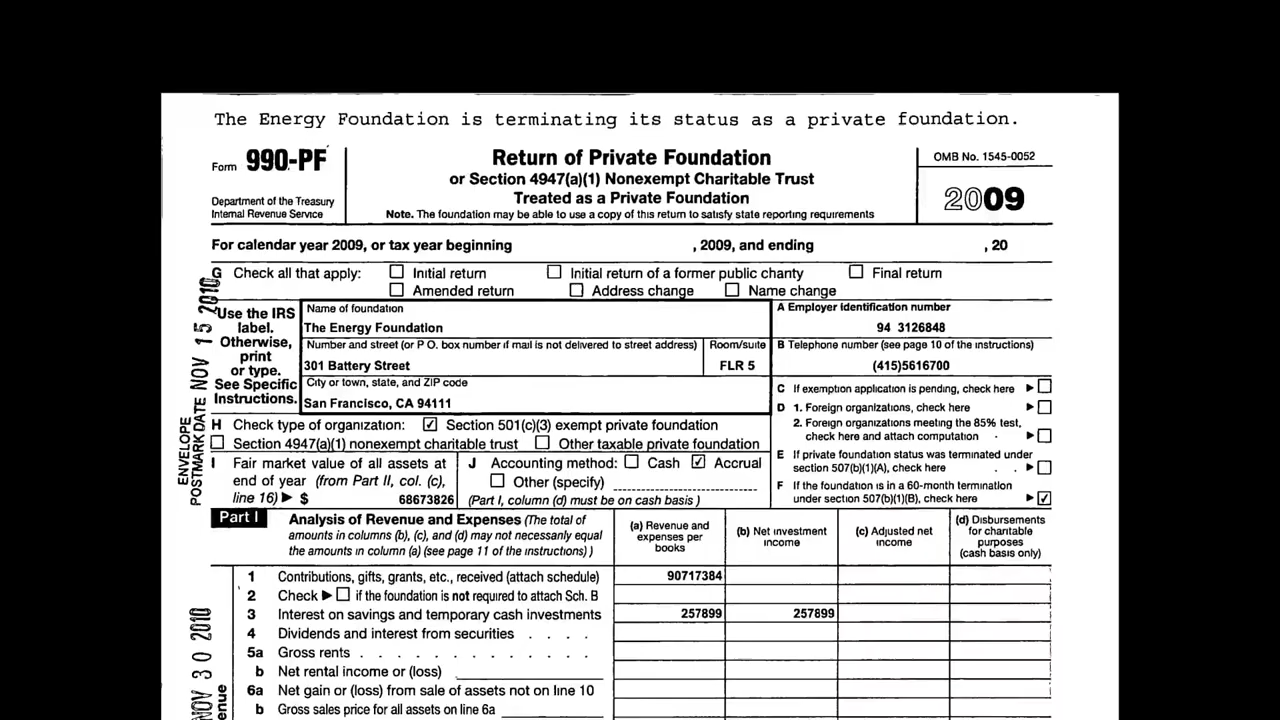 The Energy Foundation is terminating its status as a private foundation.
Form 990-PF
Department of the Treasury
Internal Revenue Service
Return of Private Foundation
or Section 4947(a)(1) Nonexempt Charitable Trust
Treated as a Private Foundation
Note. The foundation may be able to use a copy of this return to satisfy state reporting requirements
OMB No. 1545-0052
2009
For calendar year 2009, or tax year beginning , 2009, and ending , 20
G Check all that apply: Initial return Initial return of a former public charity Final return
Amended return Address change Name change
Use the IRS
label.
Otherwise,
print
or type.
See Specific
Instructions.
Name of foundation
The Energy Foundation
Number and street (or P O. box number if mail is not delivered to street address) Room/suite
301 Battery Street FLR 5
City or town, state, and ZIP code
San Francisco, CA 94111
A Employer identification number
94 3126848
B Telephone number (see page 10 of the instructions)
(415)5616700
C If exemption application is pending, check here
D 1. Foreign organizations, check here
2. Foreign organizations meeting the 85% test,
check here and attach computation
E If private foundation status was terminated under
section 507(b)(1)(A), check here
F If the foundation is in a 60-month termination
under section 507(b)(1)(B), check here
H Check type of organization: Section 501(c)(3) exempt private foundation
Section 4947(a)(1) nonexempt charitable trust Other taxable private foundation
I Fair market value of all assets at
end of year (from Part II, col. (c),
line 16) ▶ $ 68673826
J Accounting method: Cash Accrual
Other (specify)
(Part I, column (d) must be on cash basis )
ENVELOPE
POSTMARK DATE NOV 15 2010
Part I Analysis of Revenue and Expenses (The total of
amounts in columns (b), (c), and (d) may not necessarily equal
the amounts in column (a) (see page 11 of the instructions) )
(a) Revenue and
expenses per
books
(b) Net investment
income
(c) Adjusted net
income
(d) Disbursements
for charitable
purposes
(cash basis only)
1 Contributions, gifts, grants, etc., received (attach schedule) 90717384
2 Check ▶ if the foundation is not required to attach Sch. B
3 Interest on savings and temporary cash investments 257899 257899
4 Dividends and interest from securities
5a Gross rents
b Net rental income or (loss)
6a Net gain or (loss) from sale of assets not on line 10
b Gross sales price for all assets on line 6a
NOV 30 2010